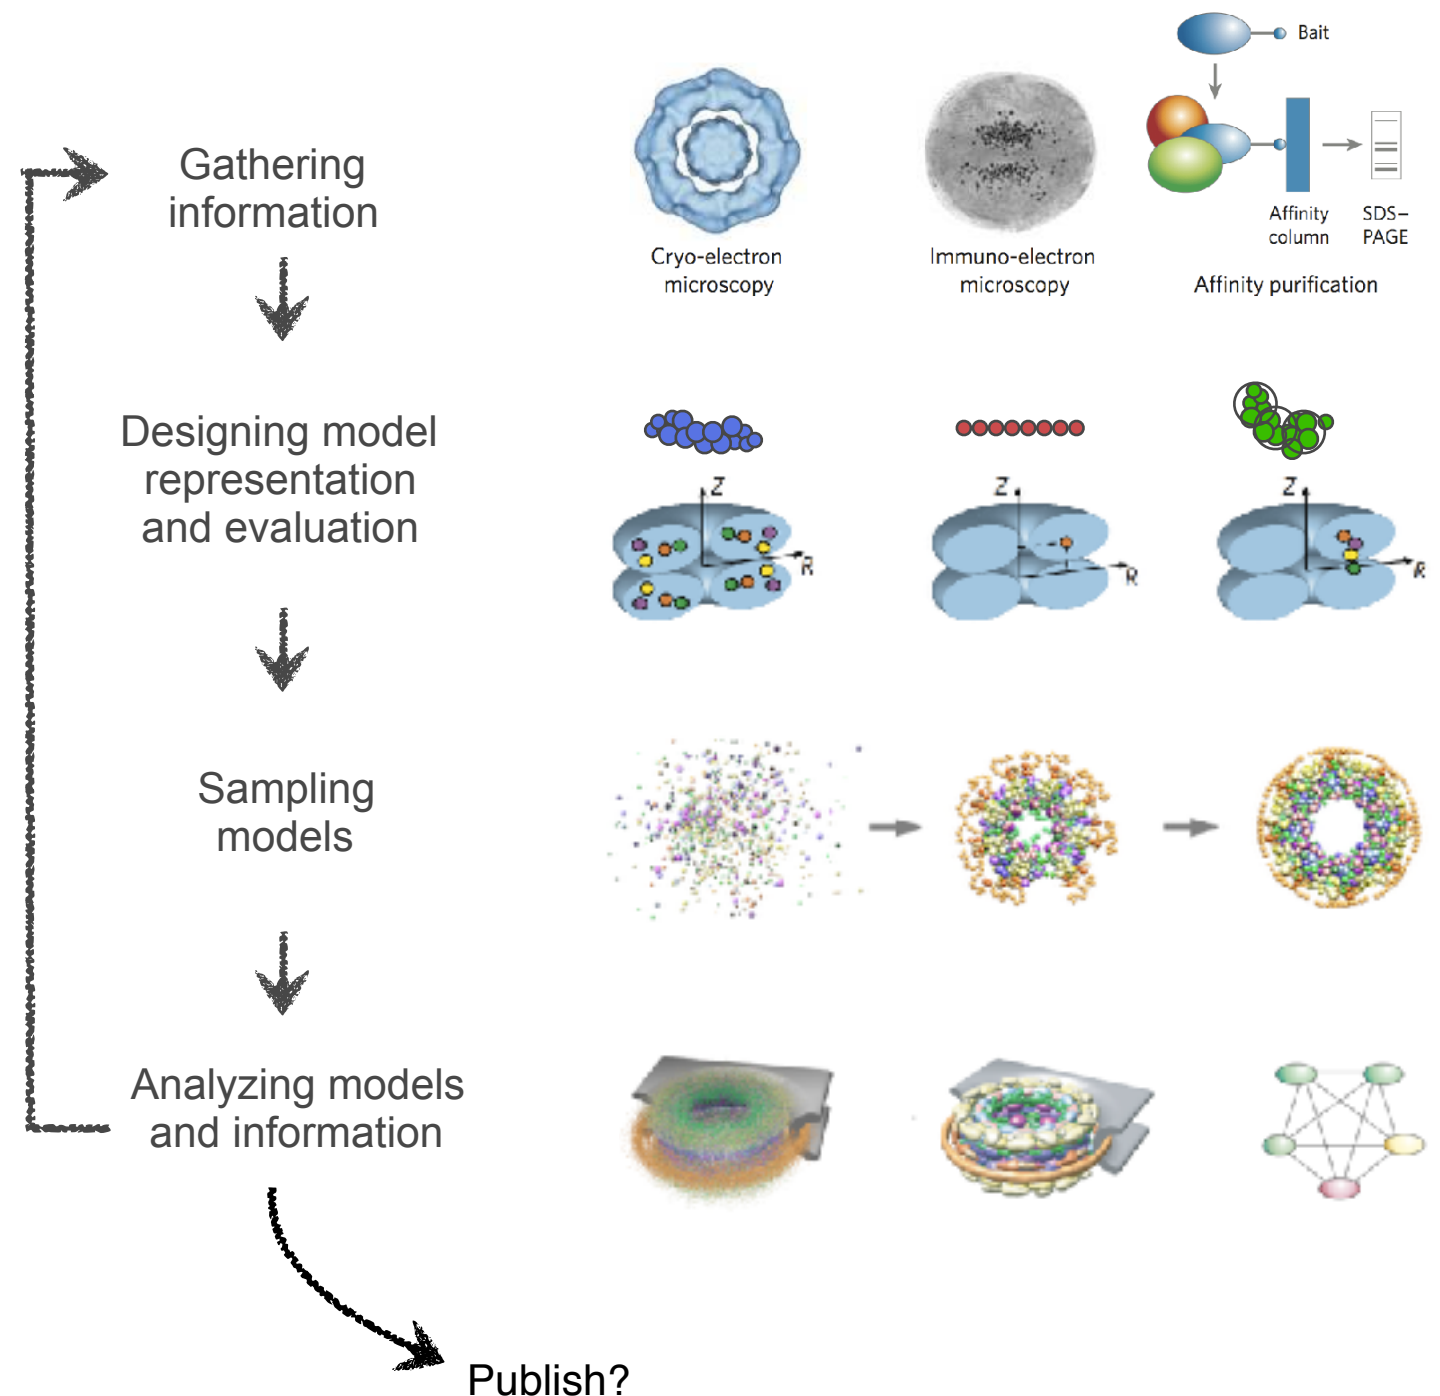 Gathering
information
Cryo-electron
microscopy
Immuno-electron
microscopy
Bait
Affinity
column
SDS–
PAGE
Affinity purification
Designing model
representation
and evaluation
Z
R
Z
R
Z
R
Sampling
models
Analyzing models
and information
Publish?